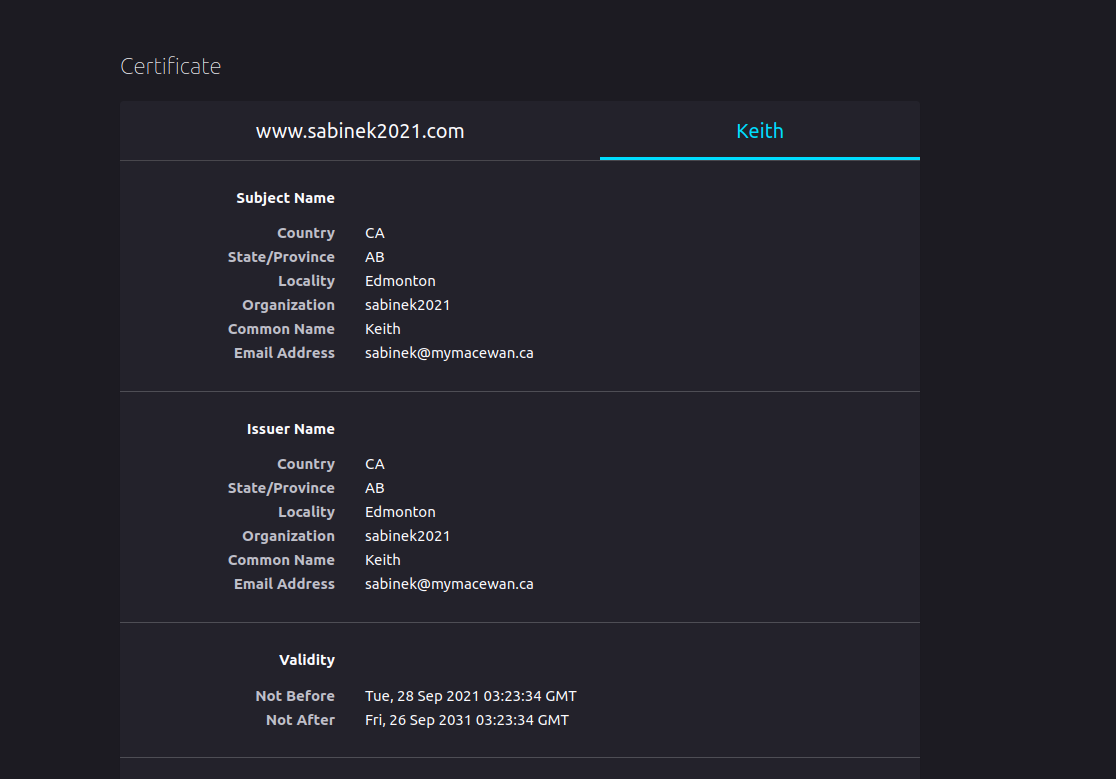 Certificate
www.sabinek2021.com Keith
Subject Name
Country CA
State/Province AB
Locality Edmonton
Organization sabinek2021
Common Name Keith
Email Address sabinek@mymacewan.ca
Issuer Name
Country CA
State/Province AB
Locality Edmonton
Organization sabinek2021
Common Name Keith
Email Address sabinek@mymacewan.ca
Validity
Not Before Tue, 28 Sep 2021 03:23:34 GMT
Not After Fri, 26 Sep 2031 03:23:34 GMT